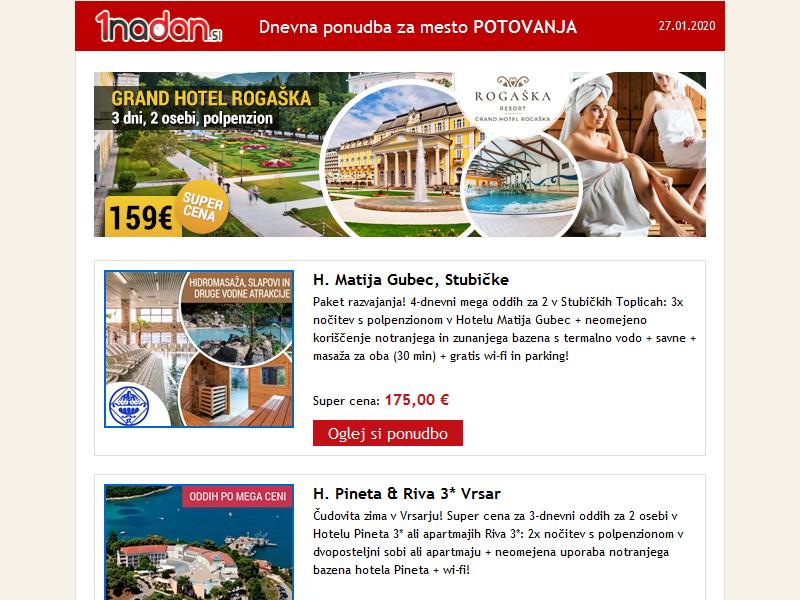 1nadan.si
Dnevna ponudba za mesto POTOVANJA
27.01.2020
GRAND HOTEL ROGAŠKA
3 dni, 2 osebi, polpenzion
159€
SUPER
CENA
ROGAŠKA
RESORT
GRAND HOTEL ROGAŠKA
HIDROMASAŽA, SLAPOVI IN
DRUGE VODNE ATRAKCIJE
H. Matija Gubec, Stubičke
Paket razvajanja! 4-dnevni mega oddih za 2 v Stubičkih Toplicah: 3x
nočitev s polpenzionom v Hotelu Matija Gubec + neomejeno
koriščenje notranjega in zunanjega bazena s termalno vodo + savne +
masaža za oba (30 min) + gratis wi-fi in parking!
Super cena: 175,00 €
Oglej si ponudbo
ODDIH PO MEGA CENI
H. Pineta & Riva 3* Vrsar
Čudovita zima v Vrsarju! Super cena za 3-dnevni oddih za 2 osebi v
Hotelu Pineta 3* ali apartmajih Riva 3*: 2x nočitev s polpenzionom v
dvoposteljni sobi ali apartmaju + neomejena uporaba notranjega
bazena hotela Pineta + wi-fi!